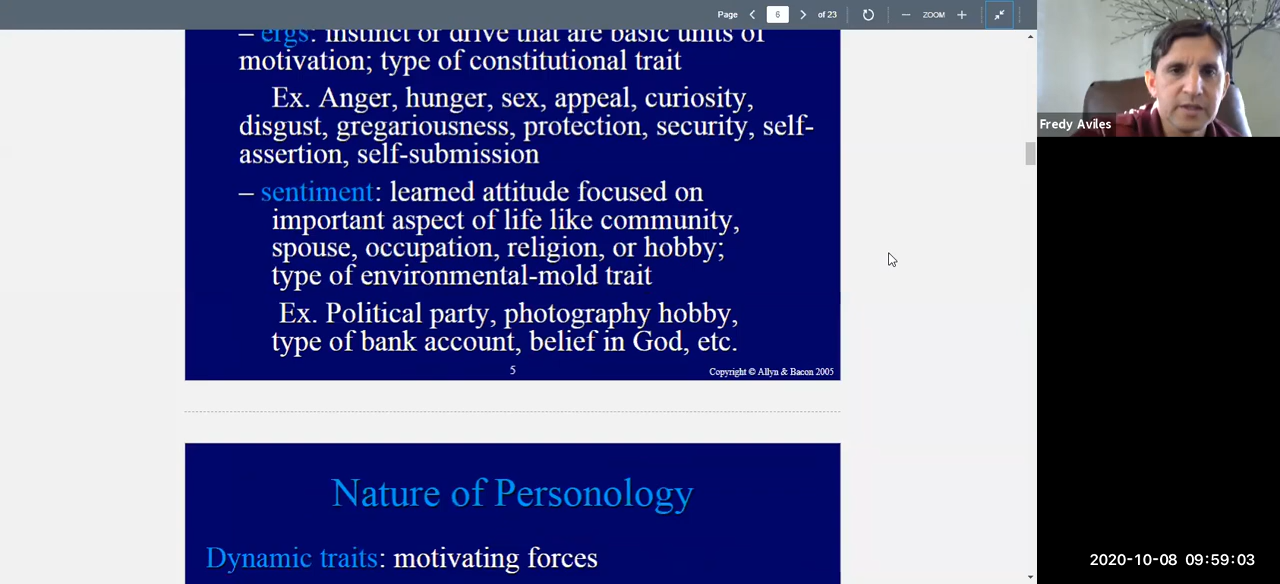 Page 6 of 23 ZOOM
– ergs: instinct or drive that are basic units of
motivation; type of constitutional trait
Ex. Anger, hunger, sex, appeal, curiosity,
disgust, gregariousness, protection, security, self-
assertion, self-submission
– sentiment: learned attitude focused on
important aspect of life like community,
spouse, occupation, religion, or hobby;
type of environmental-mold trait
Ex. Political party, photography hobby,
type of bank account, belief in God, etc.
5
Copyright © Allyn & Bacon 2005
Nature of Personology
Dynamic traits: motivating forces
Fredy Aviles
2020-10-08 09:59:03